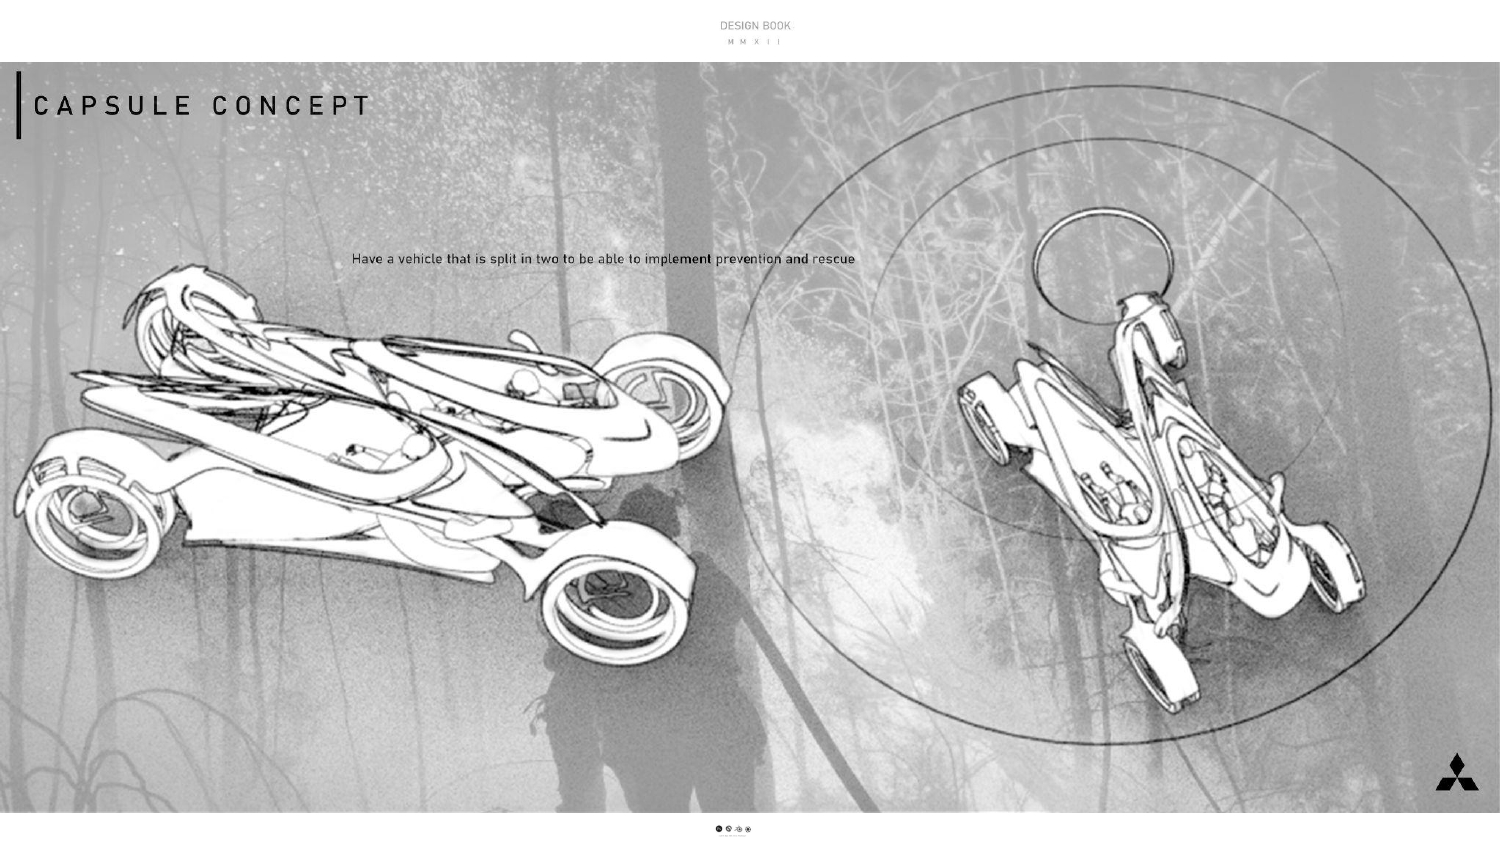 DESIGN BOOK
MMXII
CAPSULE CONCEPT
Have a vehicle that is split in two to be able to implement prevention and rescue